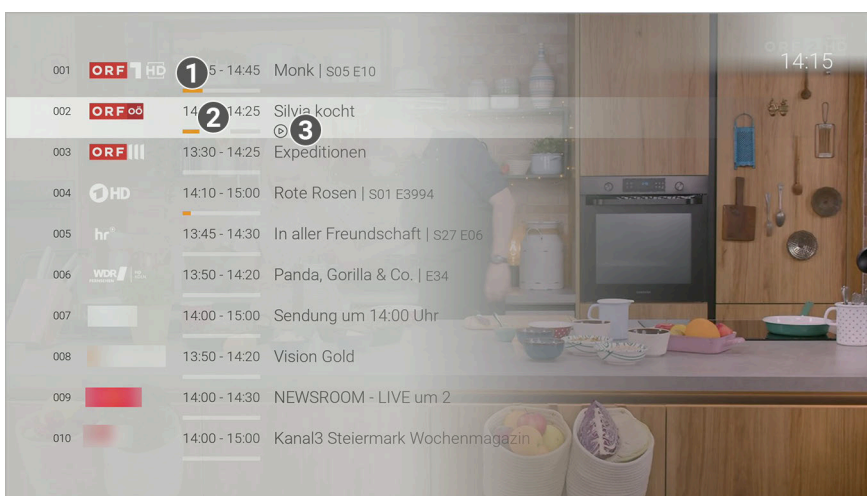 14:15
001 ORF 1 HD 1 5 - 14:45 Monk | S05 E10
002 ORF OÖ 14 2 14:25 Silvia kocht
3
003 ORF III 13:30 - 14:25 Expeditionen
004 1 HD 14:10 - 15:00 Rote Rosen | S01 E3994
005 hr 13:45 - 14:30 In aller Freundschaft | S27 E06
006 WDR 13:50 - 14:20 Panda, Gorilla & Co. | E34
007 14:00 - 15:00 Sendung um 14:00 Uhr
008 13:50 - 14:20 Vision Gold
009 14:00 - 14:30 NEWSROOM - LIVE um 2
010 14:00 - 15:00 Kanal3 Steiermark Wochenmagazin